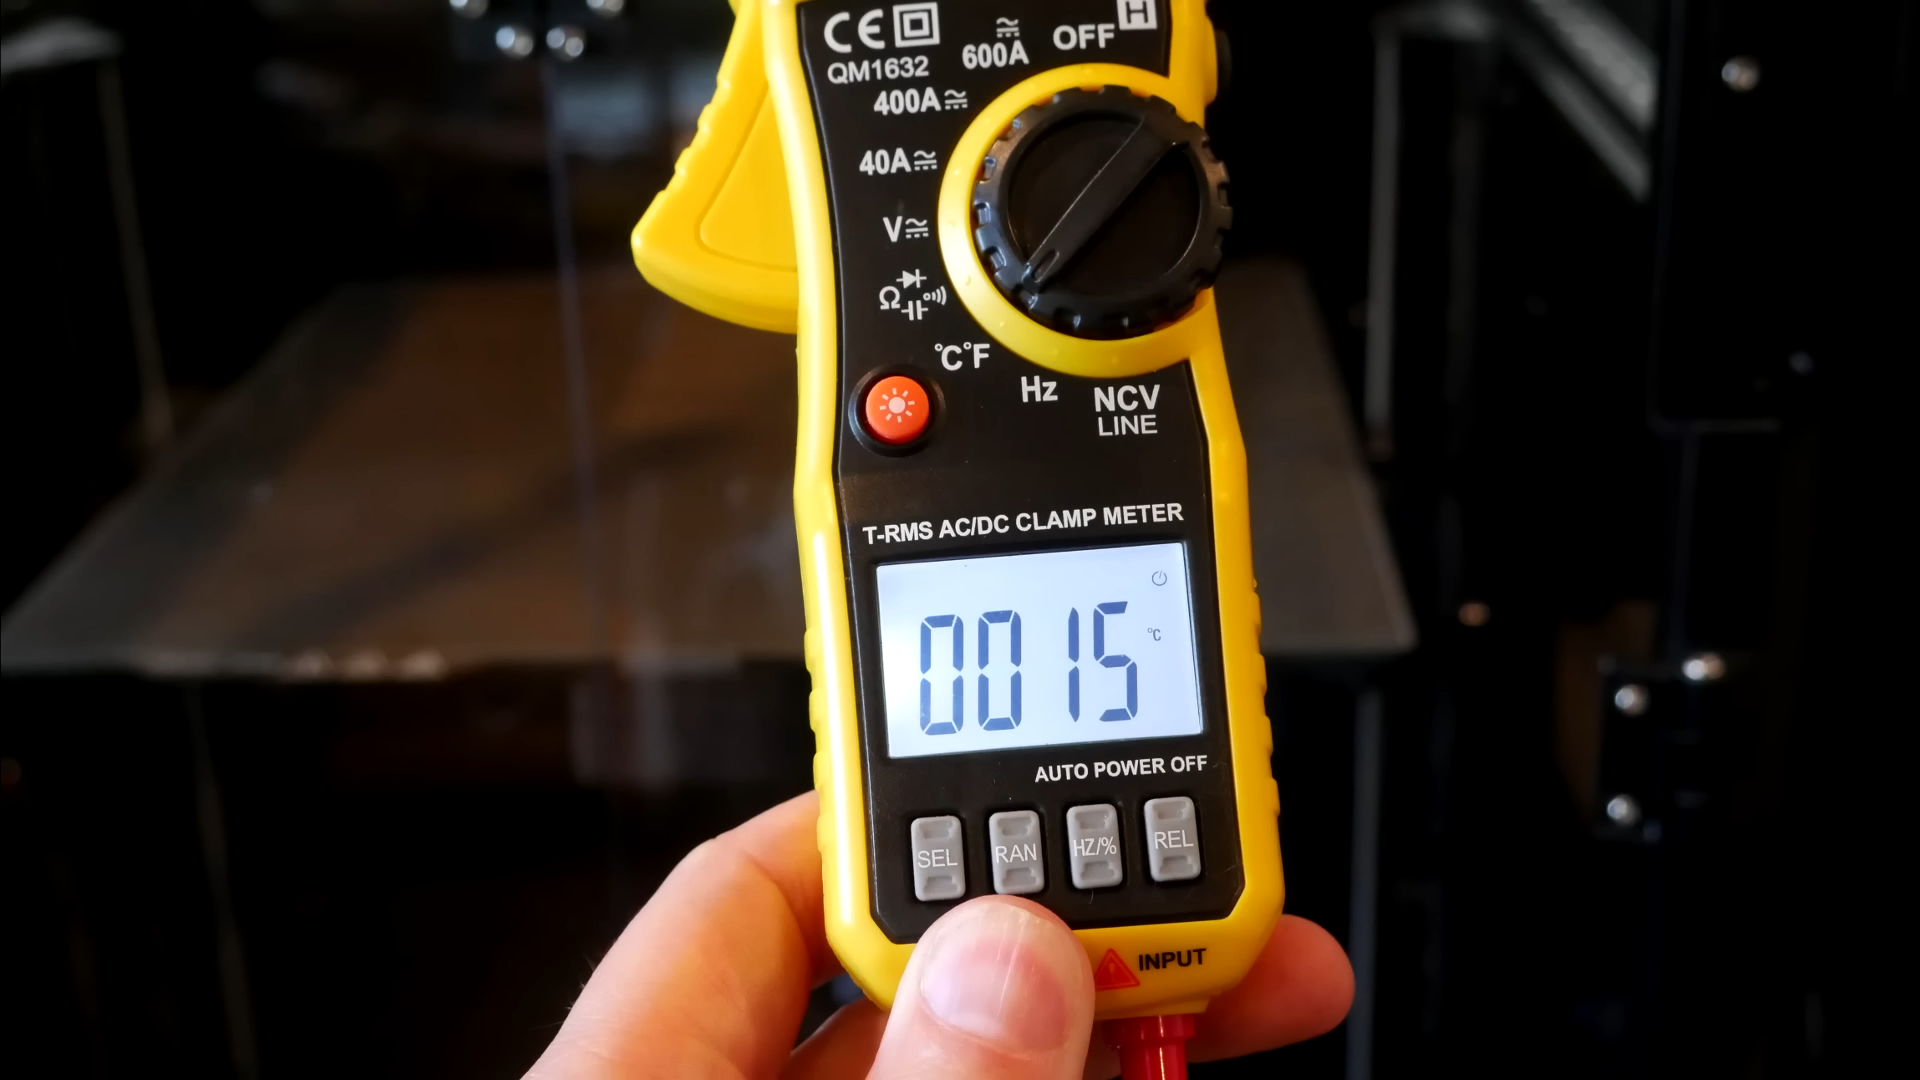 CE
QM1632
600A
OFF
H
400A
40A
V
Ω
°C°F
Hz
NCV
LINE
T-RMS AC/DC CLAMP METER
0015
°C
AUTO POWER OFF
SEL
RAN
HZ/%
REL
INPUT